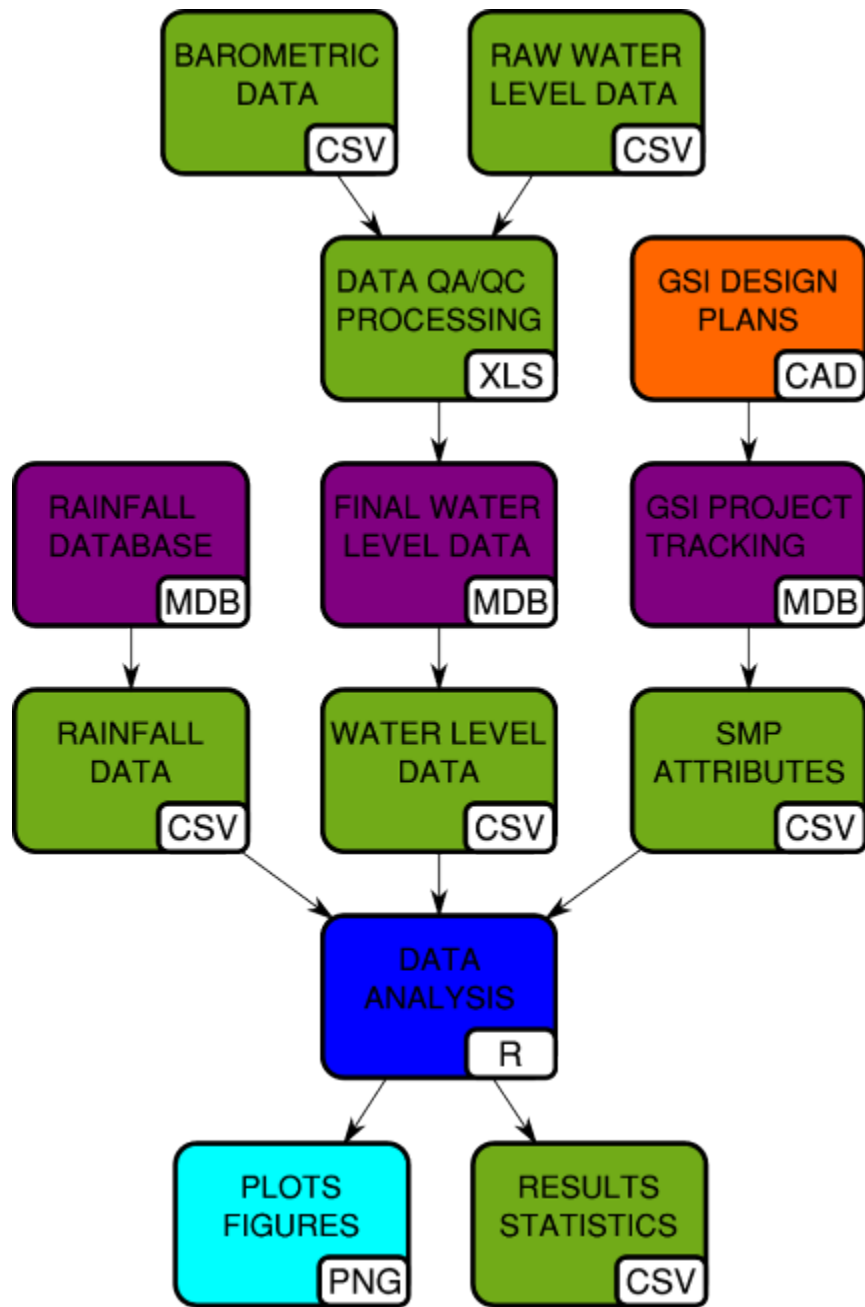 BAROMETRIC
DATA
CSV
RAW WATER
LEVEL DATA
CSV
DATA QA/QC
PROCESSING
XLS
GSI DESIGN
PLANS
CAD
RAINFALL
DATABASE
MDB
FINAL WATER
LEVEL DATA
MDB
GSI PROJECT
TRACKING
MDB
RAINFALL
DATA
CSV
WATER LEVEL
DATA
CSV
SMP
ATTRIBUTES
CSV
DATA
ANALYSIS
R
PLOTS
FIGURES
PNG
RESULTS
STATISTICS
CSV